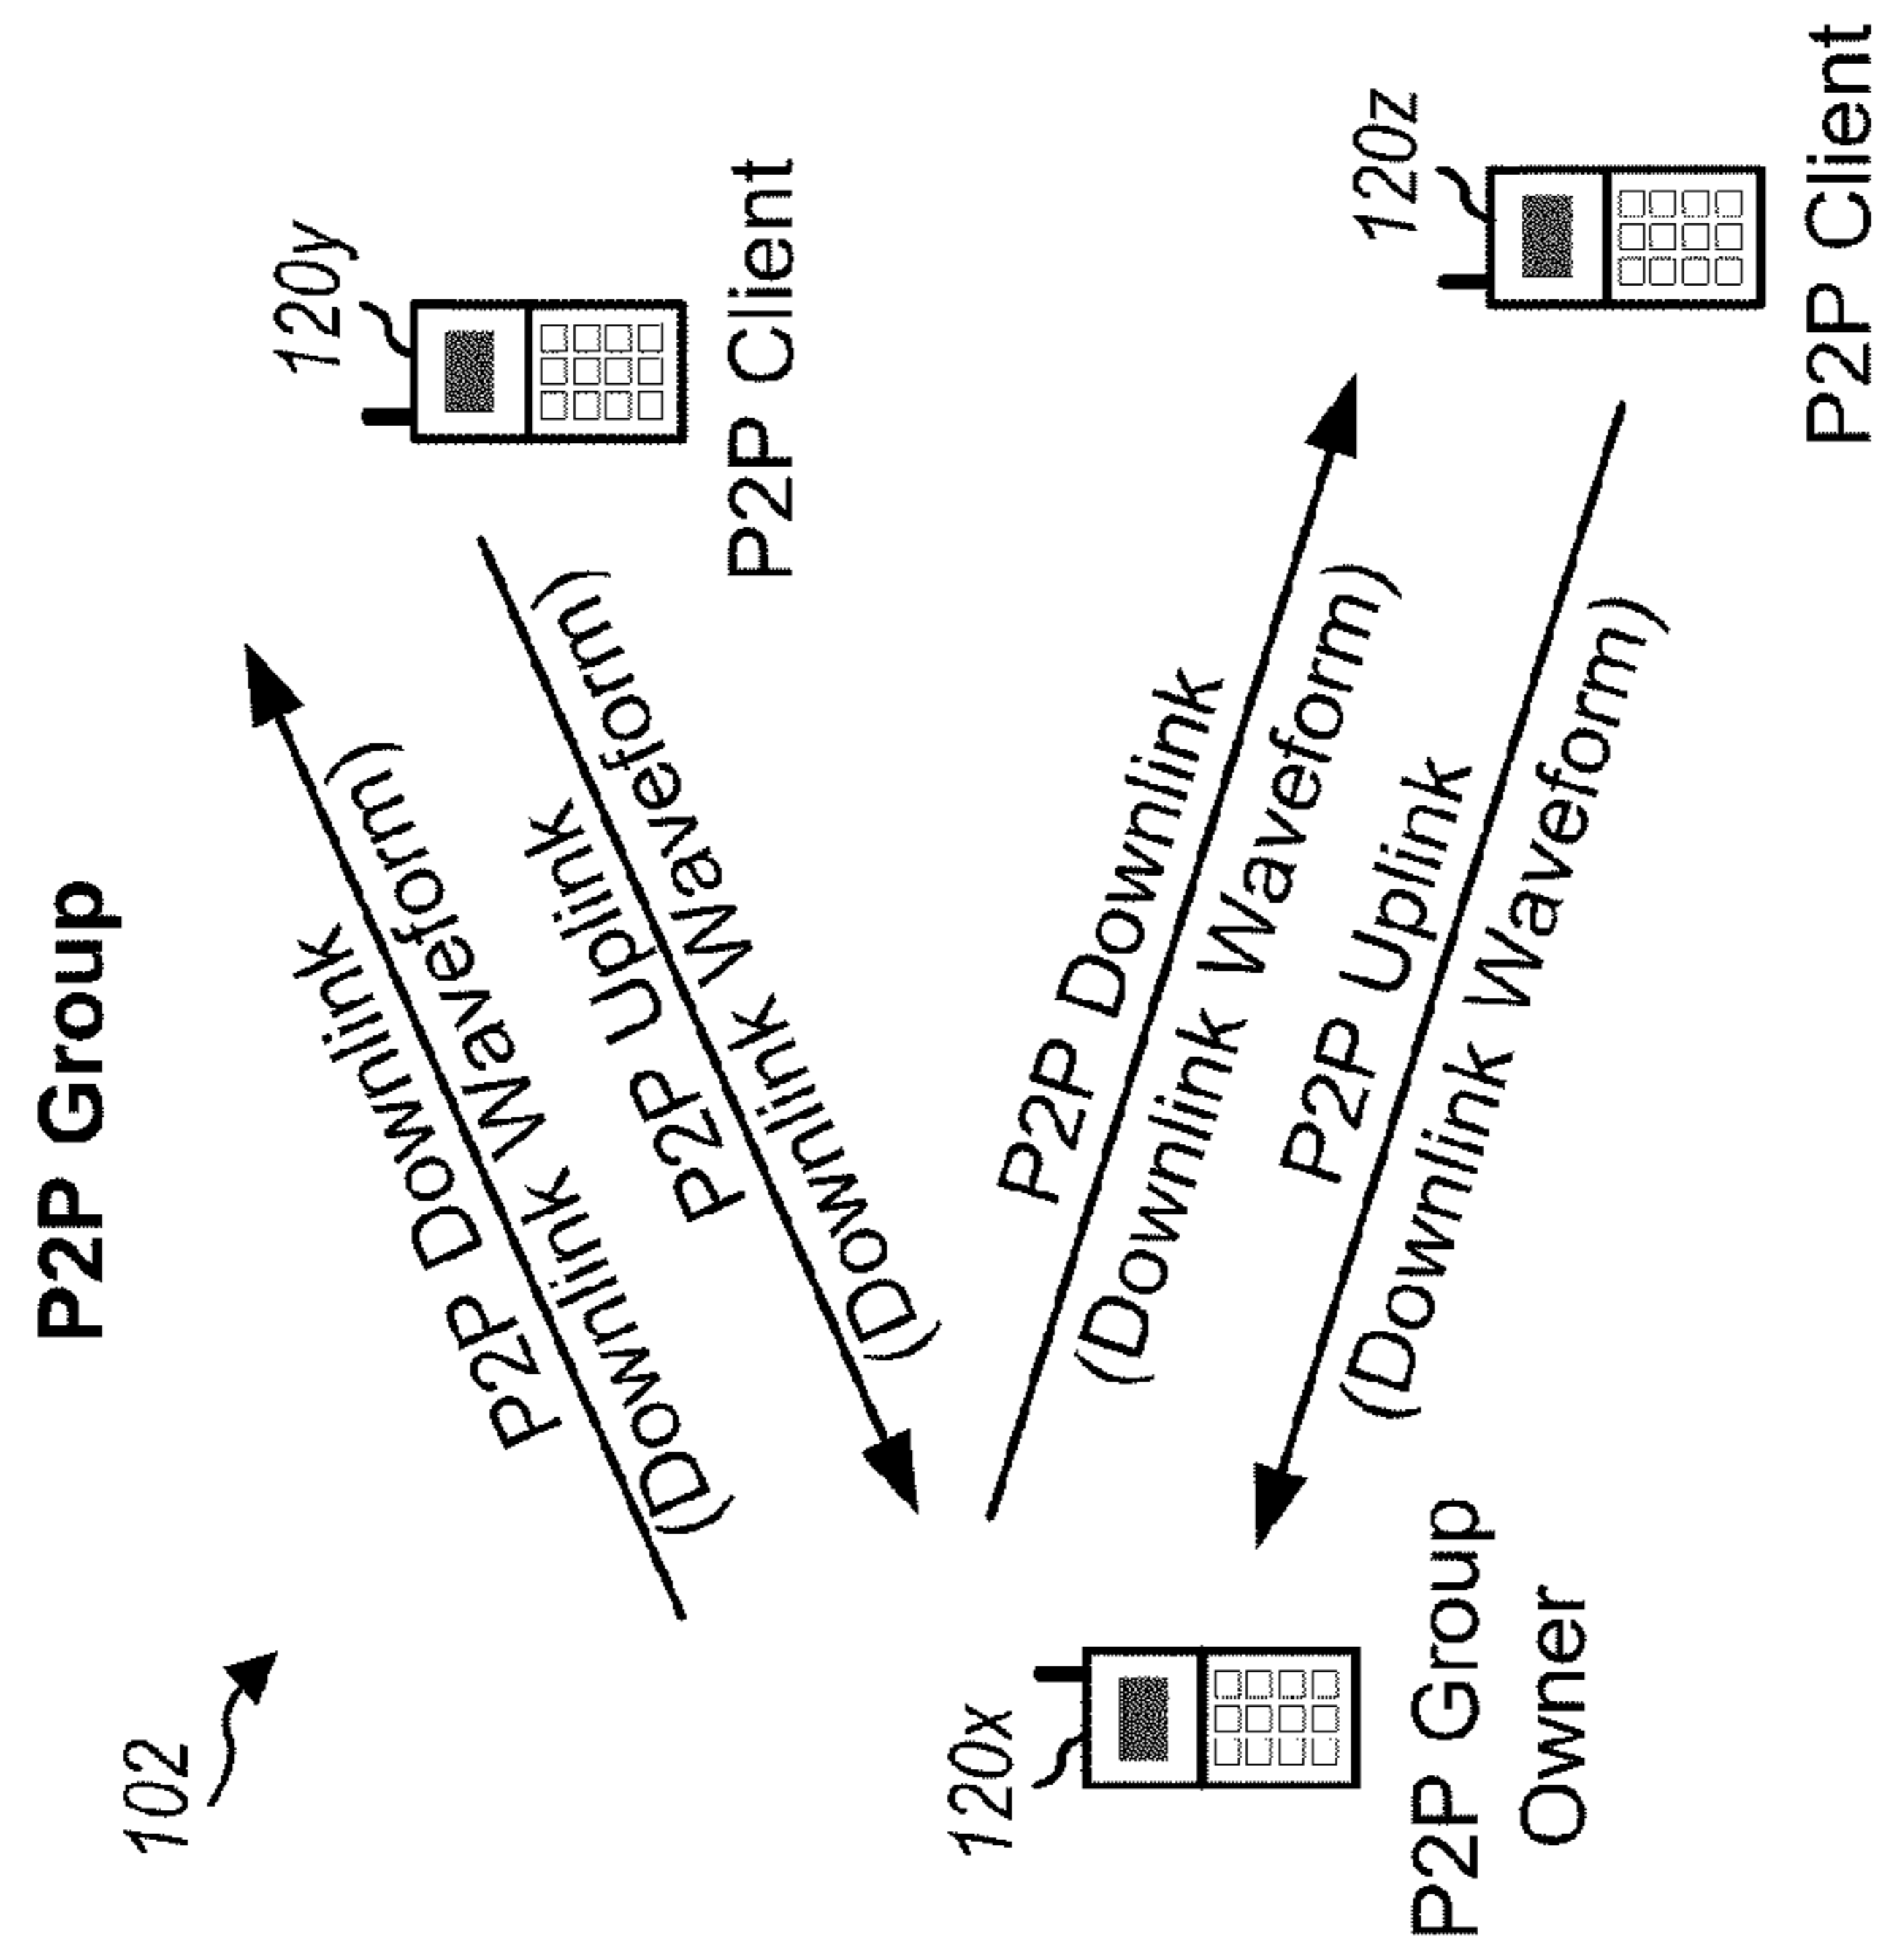 P2P Group
102
120y
P2P Client
P2P Downlink
(Downlink Waveform)
P2P Uplink
(Downlink Waveform)
120x
P2P Group
Owner
P2P Downlink
(Downlink Waveform)
P2P Uplink
(Downlink Waveform)
120z
P2P Client